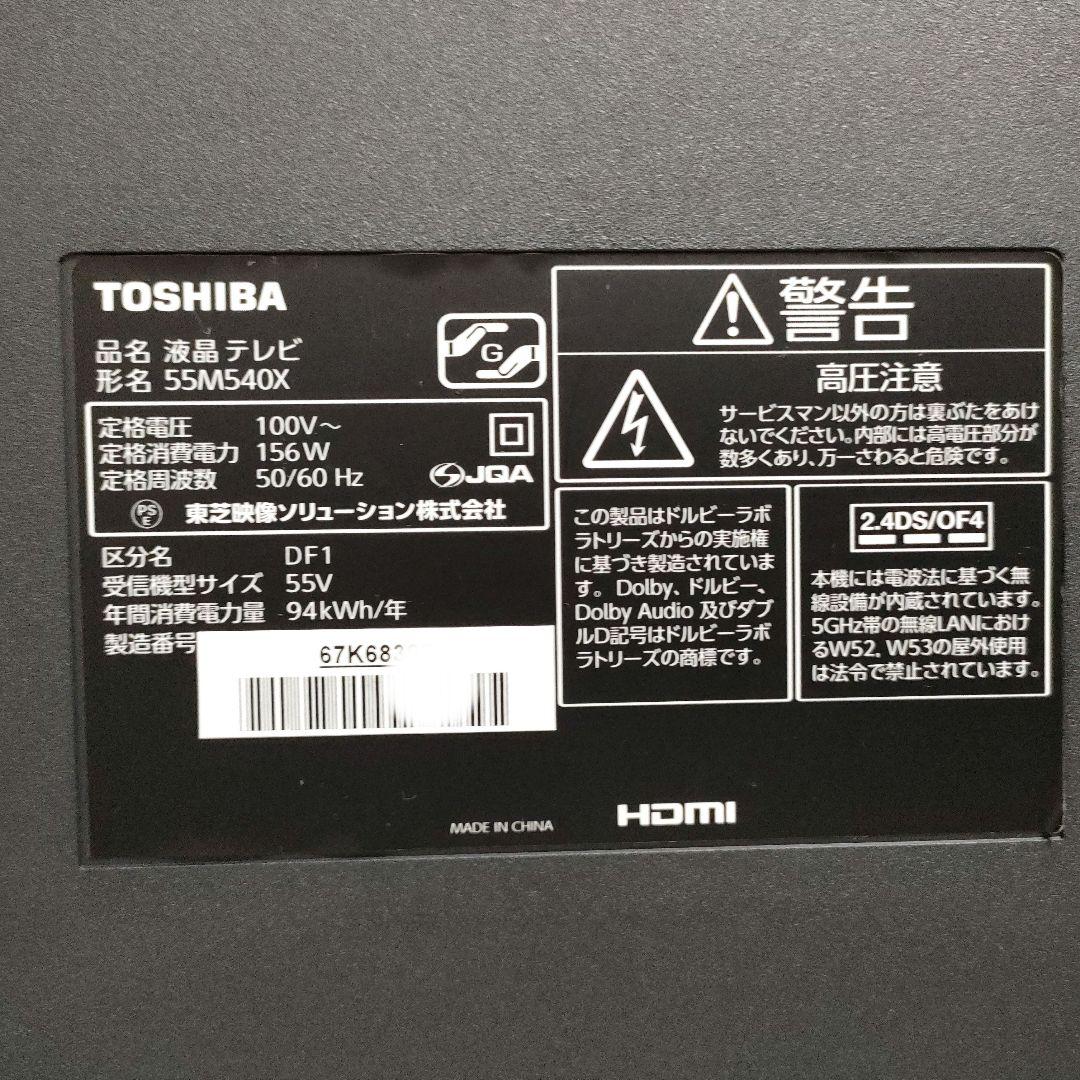 TOSHIBA
品名 液晶テレビ
形名 55M540X
G
定格電圧 100V～
定格消費電力 156W
定格周波数 50/60 Hz
JQA
PS
E
東芝映像ソリューション株式会社
区分名 DF1
受信機型サイズ 55V
年間消費電力量 94kWh/年
製造番号
67K683
MADE IN CHINA
警告
高圧注意
サービスマン以外の方は裏ぶたをあけ
ないでください。内部には高電圧部分が
数多くあり、万一さわると危険です。
この製品はドルビーラボ
ラトリーズからの実施権
に基づき製造されていま
す。Dolby、ドルビー、
Dolby Audio 及びダブ
ルD記号はドルビーラボ
ラトリーズの商標です。
2.4DS/OF4
本機には電波法に基づく無
線設備が内蔵されています。
5GHz帯の無線LANにおけ
るW52、W53の屋外使用
は法令で禁止されています。
HDMI